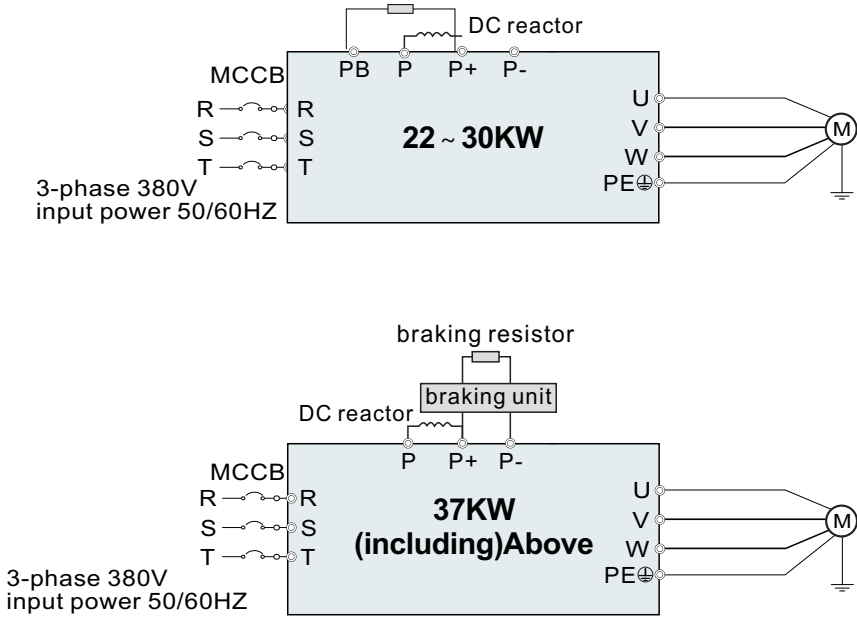 DC reactor
PB P P+ P-
MCCB
R R
S S
T T
22 ~ 30KW
U
V
W
PE
M
3-phase 380V
input power 50/60HZ
braking resistor
braking unit
DC reactor
P P+ P-
MCCB
R R
S S
T T
37KW
(including)Above
U
V
W
PE
M
3-phase 380V
input power 50/60HZ